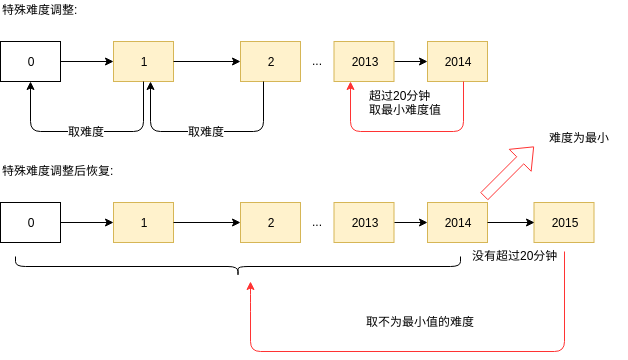 特殊难度调整:
0 1 2 ... 2013 2014
超过20分钟
取最小难度值
取难度 取难度
难度为最小
特殊难度调整后恢复:
0 1 2 ... 2013 2014 2015
没有超过20分钟
取不为最小值的难度